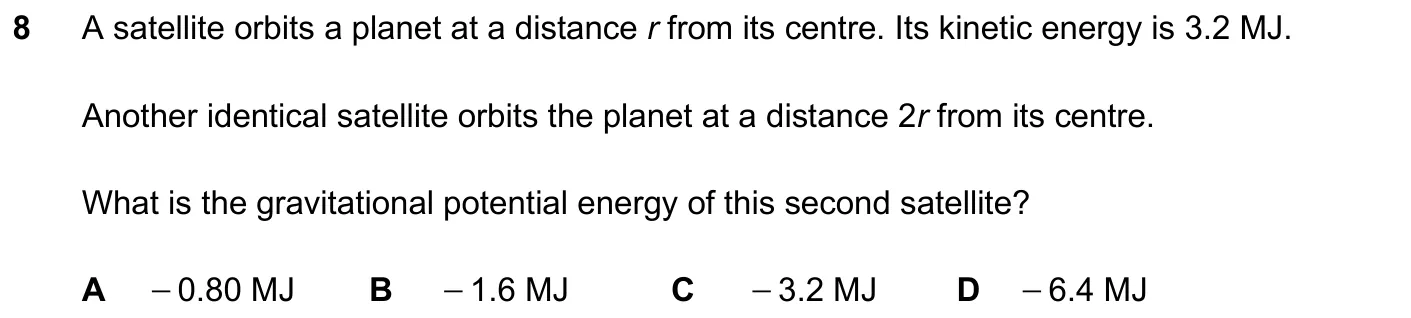 8 A satellite orbits a planet at a distance r from its centre. Its kinetic energy is 3.2 MJ.
Another identical satellite orbits the planet at a distance 2r from its centre.
What is the gravitational potential energy of this second satellite?
A – 0.80 MJ B – 1.6 MJ C – 3.2 MJ D – 6.4 MJ